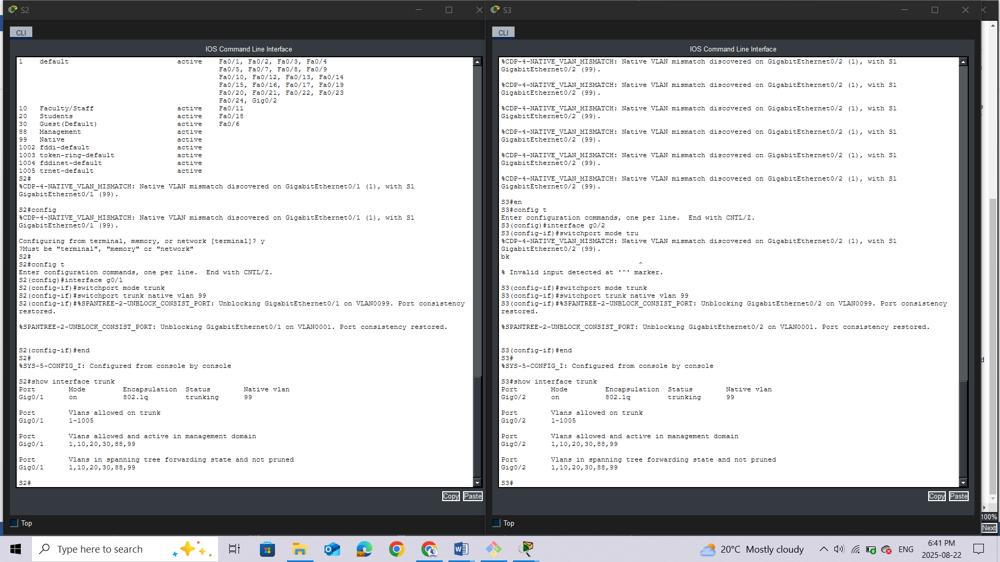 S2
CLI
IOS Command Line Interface
1    default                          active    Fa0/1, Fa0/2, Fa0/3, Fa0/4
                                                Fa0/5, Fa0/7, Fa0/8, Fa0/9
                                                Fa0/10, Fa0/12, Fa0/13, Fa0/14
                                                Fa0/15, Fa0/16, Fa0/17, Fa0/19
                                                Fa0/20, Fa0/21, Fa0/22, Fa0/23
                                                Fa0/24, Gig0/2
10   Faculty/Staff                    active    Fa0/11
20   Students                         active    Fa0/18
30   Guest(Default)                   active    Fa0/6
88   Management                       active
99   Native                           active
1002 fddi-default                     active
1003 token-ring-default               active
1004 fddinet-default                  active
1005 trnet-default                    active
S2#
%CDP-4-NATIVE_VLAN_MISMATCH: Native VLAN mismatch discovered on GigabitEthernet0/1 (1), with S1
GigabitEthernet0/1 (99).
S2#config
%CDP-4-NATIVE_VLAN_MISMATCH: Native VLAN mismatch discovered on GigabitEthernet0/1 (1), with S1
GigabitEthernet0/1 (99).
Configuring from terminal, memory, or network [terminal]? y
?Must be "terminal", "memory" or "network"
S2#
S2#config t
Enter configuration commands, one per line.  End with CNTL/Z.
S2(config)#interface g0/1
S2(config-if)#switchport mode trunk
S2(config-if)#switchport trunk native vlan 99
S2(config-if)#%SPANTREE-2-UNBLOCK_CONSIST_PORT: Unblocking GigabitEthernet0/1 on VLAN0099. Port consistency
restored.
%SPANTREE-2-UNBLOCK_CONSIST_PORT: Unblocking GigabitEthernet0/1 on VLAN0001. Port consistency restored.
S2(config-if)#end
S2#
%SYS-5-CONFIG_I: Configured from console by console
S2#show interface trunk
Port        Mode         Encapsulation  Status        Native vlan
Gig0/1      on           802.1q         trunking      99
Port        Vlans allowed on trunk
Gig0/1      1-1005
Port        Vlans allowed and active in management domain
Gig0/1      1,10,20,30,88,99
Port        Vlans in spanning tree forwarding state and not pruned
Gig0/1      1,10,20,30,88,99
S2#
Copy Paste
Top
S3
CLI
IOS Command Line Interface
%CDP-4-NATIVE_VLAN_MISMATCH: Native VLAN mismatch discovered on GigabitEthernet0/2 (1), with S1
GigabitEthernet0/2 (99).
%CDP-4-NATIVE_VLAN_MISMATCH: Native VLAN mismatch discovered on GigabitEthernet0/2 (1), with S1
GigabitEthernet0/2 (99).
%CDP-4-NATIVE_VLAN_MISMATCH: Native VLAN mismatch discovered on GigabitEthernet0/2 (1), with S1
GigabitEthernet0/2 (99).
%CDP-4-NATIVE_VLAN_MISMATCH: Native VLAN mismatch discovered on GigabitEthernet0/2 (1), with S1
GigabitEthernet0/2 (99).
%CDP-4-NATIVE_VLAN_MISMATCH: Native VLAN mismatch discovered on GigabitEthernet0/2 (1), with S1
GigabitEthernet0/2 (99).
%CDP-4-NATIVE_VLAN_MISMATCH: Native VLAN mismatch discovered on GigabitEthernet0/2 (1), with S1
GigabitEthernet0/2 (99).
S3#en
S3#config t
Enter configuration commands, one per line.  End with CNTL/Z.
S3(config)#interface g0/2
S3(config-if)#switchport mode tru
%CDP-4-NATIVE_VLAN_MISMATCH: Native VLAN mismatch discovered on GigabitEthernet0/2 (1), with S1
GigabitEthernet0/2 (99).
bk
^
% Invalid input detected at '^' marker.
S3(config-if)#switchport mode trunk
S3(config-if)#switchport trunk native vlan 99
S3(config-if)#%SPANTREE-2-UNBLOCK_CONSIST_PORT: Unblocking GigabitEthernet0/2 on VLAN0099. Port consistency
restored.
%SPANTREE-2-UNBLOCK_CONSIST_PORT: Unblocking GigabitEthernet0/2 on VLAN0001. Port consistency restored.
S3(config-if)#end
S3#
%SYS-5-CONFIG_I: Configured from console by console
S3#show interface trunk
Port        Mode         Encapsulation  Status        Native vlan
Gig0/2      on           802.1q         trunking      99
Port        Vlans allowed on trunk
Gig0/2      1-1005
Port        Vlans allowed and active in management domain
Gig0/2      1,10,20,30,88,99
Port        Vlans in spanning tree forwarding state and not pruned
Gig0/2      1,10,20,30,88,99
S3#
Copy Paste
Top
100%
Next
Type here to search
20°C Mostly cloudy
ENG
6:41 PM
2025-08-22